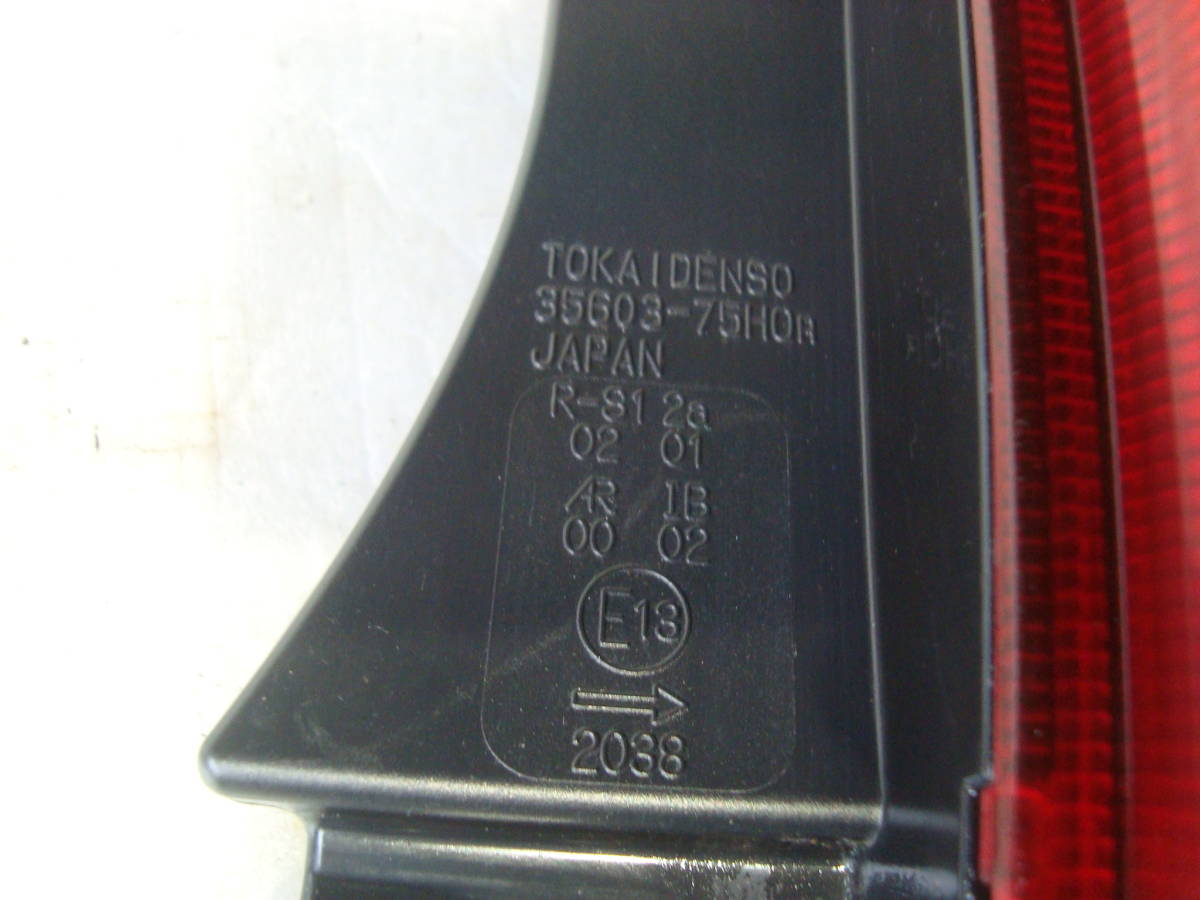 TOKAIDENSO
35603-75H0R
JAPAN
R-S1 2a
02 01
AR IB
00 02
E13
2038